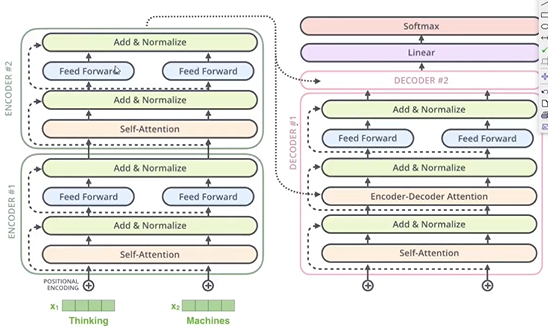 ENCODER #2
Add & Normalize
Feed Forward
Feed Forward
Add & Normalize
Self-Attention
ENCODER #1
Add & Normalize
Feed Forward
Feed Forward
Add & Normalize
Self-Attention
POSITIONAL
ENCODING
x1
x2
Thinking
Machines
Softmax
Linear
DECODER #2
DECODER #1
Add & Normalize
Feed Forward
Feed Forward
Add & Normalize
Encoder-Decoder Attention
Add & Normalize
Self-Attention